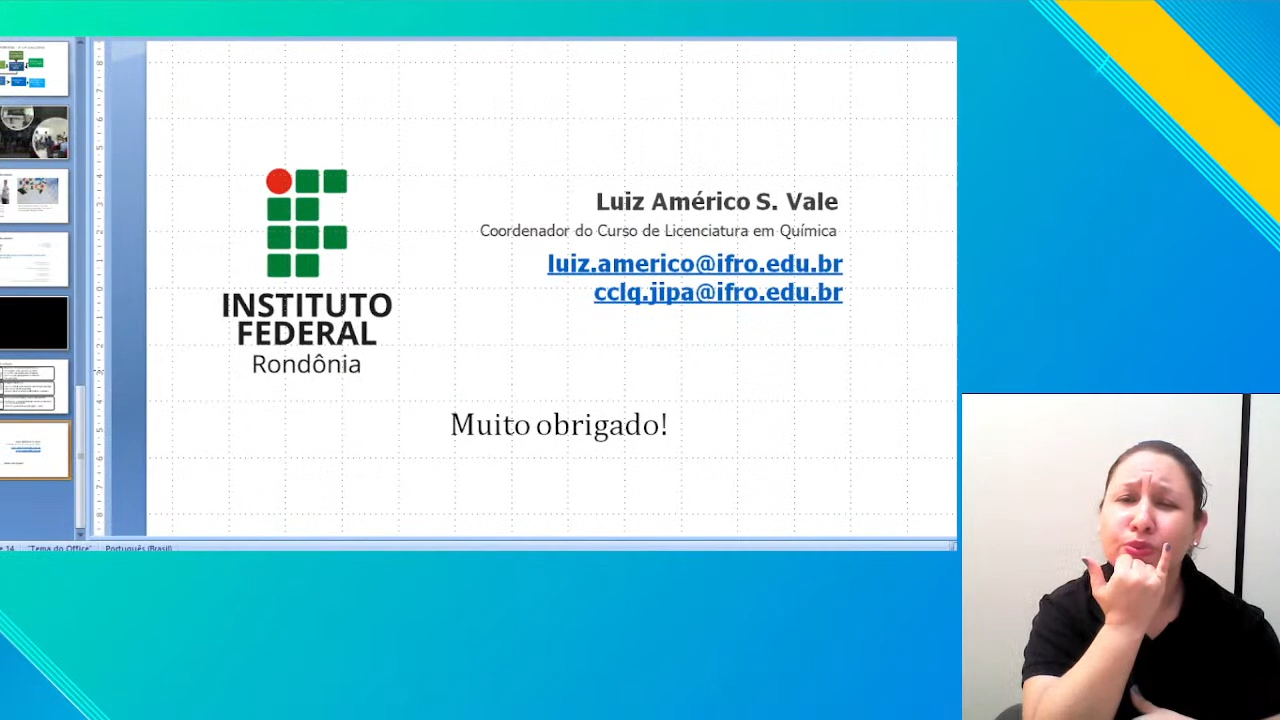 INSTITUTO
FEDERAL
Rondônia
Luiz Américo S. Vale
Coordenador do Curso de Licenciatura em Química
luiz.americo@ifro.edu.br
cclq.jipa@ifro.edu.br
Muito obrigado!
e 14 "Tema do Office" Português (Brasil)